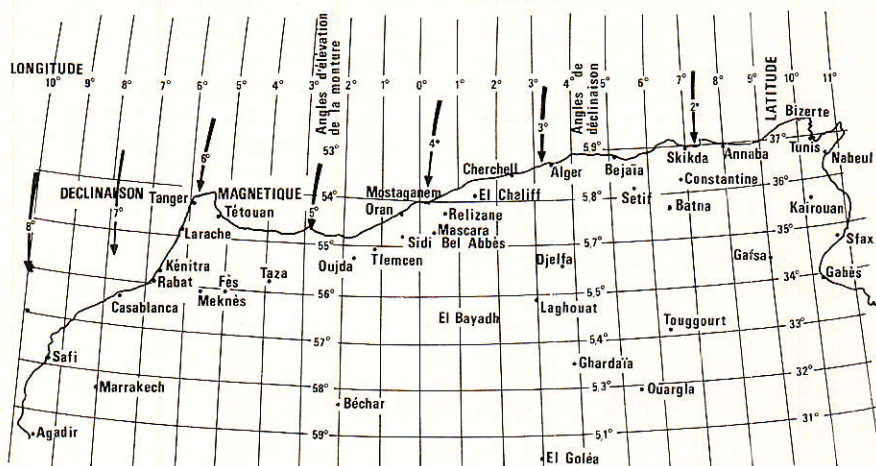 LONGITUDE
10° 9° 8° 7° 6° 5° 4° 3° 2° 1° 0° 1° 2° 3° 4° 5° 6° 7° 8° 9° 10° 11°
Angles d'élévation
de la monture
Angles de
déclinaison
LATITUDE
DECLINAISON MAGNETIQUE
8° 7° 6° 5° 4° 3° 2°
53°
54°
55°
56°
57°
58°
59°
5,9°
5,8°
5,7°
5,5°
5,4°
5,3°
5,1°
37°
36°
35°
34°
33°
32°
31°
Bizerte
Tunis
Nabeul
Annaba
Skikda
Constantine
Bejaïa
Setif
Batna
Kairouan
Sfax
Gafsa
Gabès
Alger
Cherchell
El Chéliff
Mostaganem
Oran
Relizane
Mascara
Sidi Bel Abbès
Tlemcen
Oujda
Djelfa
Laghouat
El Bayadh
Touggourt
Ghardaïa
Ouargla
Béchar
El Goléa
Tanger
Tétouan
Larache
Kénitra
Rabat
Fès
Meknès
Taza
Casablanca
Safi
Marrakech
Agadir